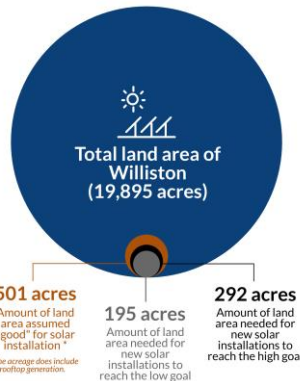 Total land area of
Williston
(19,895 acres)
501 acres
Amount of land
area assumed
"good" for solar
installation *
acreage does include
rooftop generation.
195 acres
Amount of land
area needed for
new solar
installations to
reach the low goal
292 acres
Amount of land
area needed for
new solar
installations to
reach the high goal